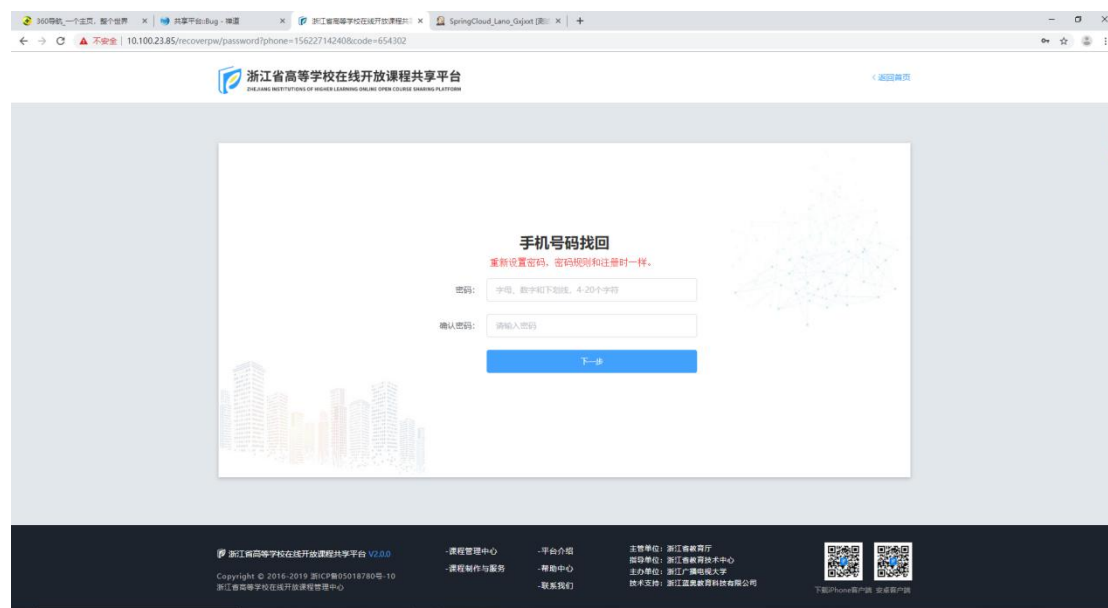 360导航_一个主页，整个世界
共享平台::Bug - 禅道
浙江省高等学校在线开放课程共享
SpringCloud_Lano_Gxjxxt [测试
不安全 | 10.100.23.85/recoverpw/password?phone=15622714240&code=654302
浙江省高等学校在线开放课程共享平台
ZHEJIANG INSTITUTIONS OF HIGHER LEARNING ONLINE OPEN COURSE SHARING PLATFORM
< 返回首页
手机号码找回
重新设置密码，密码规则和注册时一样。
密码：
字母、数字和下划线，4-20个字符
确认密码：
请输入密码
下一步
浙江省高等学校在线开放课程共享平台 V2.0.0
Copyright © 2016-2019 浙ICP备05018780号-10
浙江省高等学校在线开放课程管理中心
-课程管理中心
-课程制作与服务
-平台介绍
-帮助中心
-联系我们
主管单位：浙江省教育厅
指导单位：浙江省教育技术中心
主办单位：浙江广播电视大学
技术支持：浙江蓝奥教育科技有限公司
下载iPhone客户端 安卓客户端